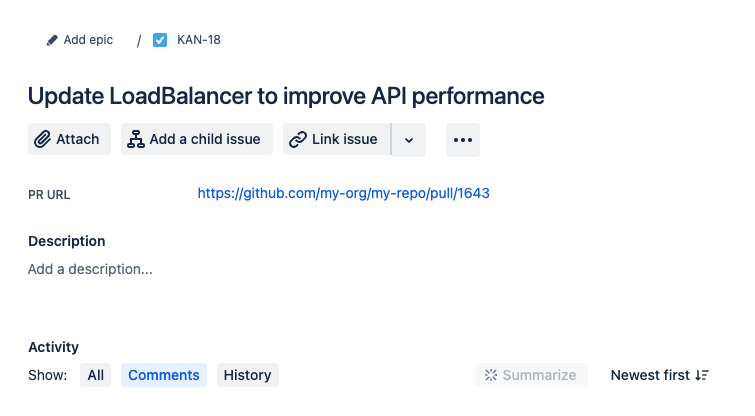 Add epic / KAN-18
Update LoadBalancer to improve API performance
Attach Add a child issue Link issue
PR URL https://github.com/my-org/my-repo/pull/1643
Description
Add a description...
Activity
Show: All Comments History Summarize Newest first